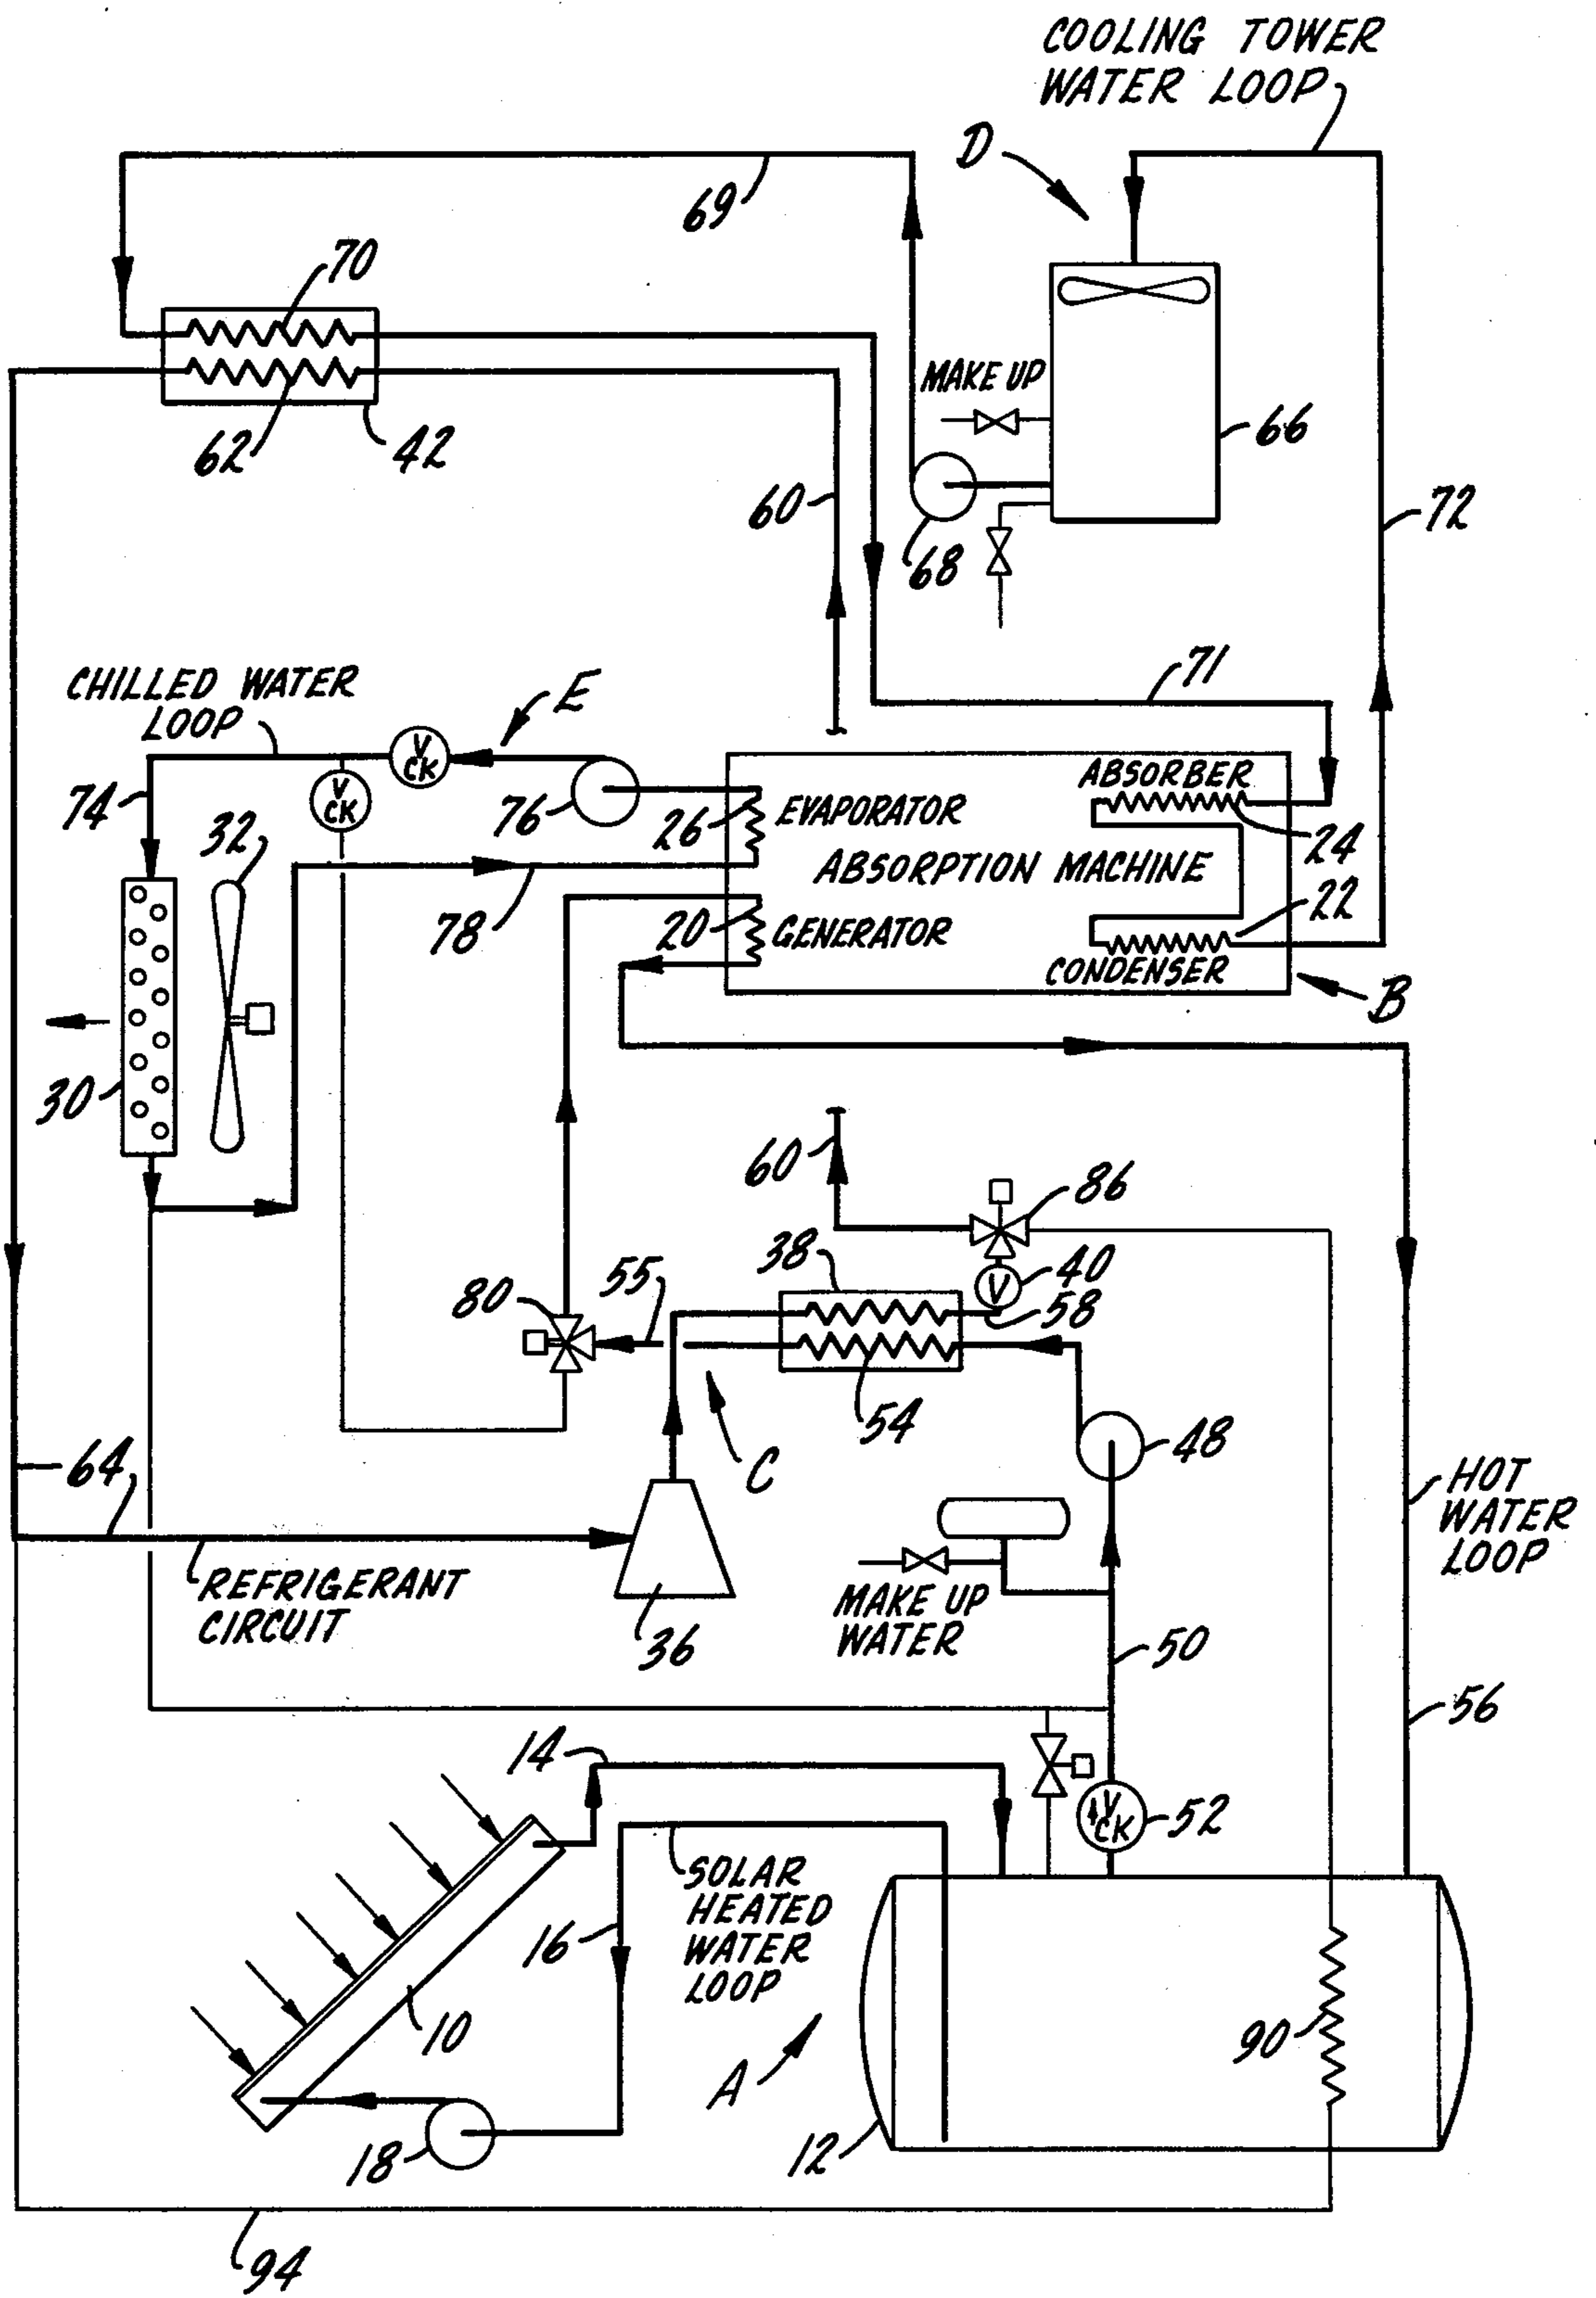 COOLING TOWER
WATER LOOP
D
69
70
MAKE UP
66
62
42
60
72
68
71
CHILLED WATER
LOOP
E
V
CK
V
CK
ABSORBER
74
76
26
EVAPORATOR
32
24
ABSORPTION MACHINE
22
78
20
GENERATOR
CONDENSER
B
30
60
86
38
55
40
80
58
V
54
48
C
64
HOT
WATER
LOOP
REFRIGERANT
CIRCUIT
MAKE UP
WATER
36
50
56
14
V
CK
52
SOLAR
HEATED
WATER
LOOP
16
10
90
A
18
12
94